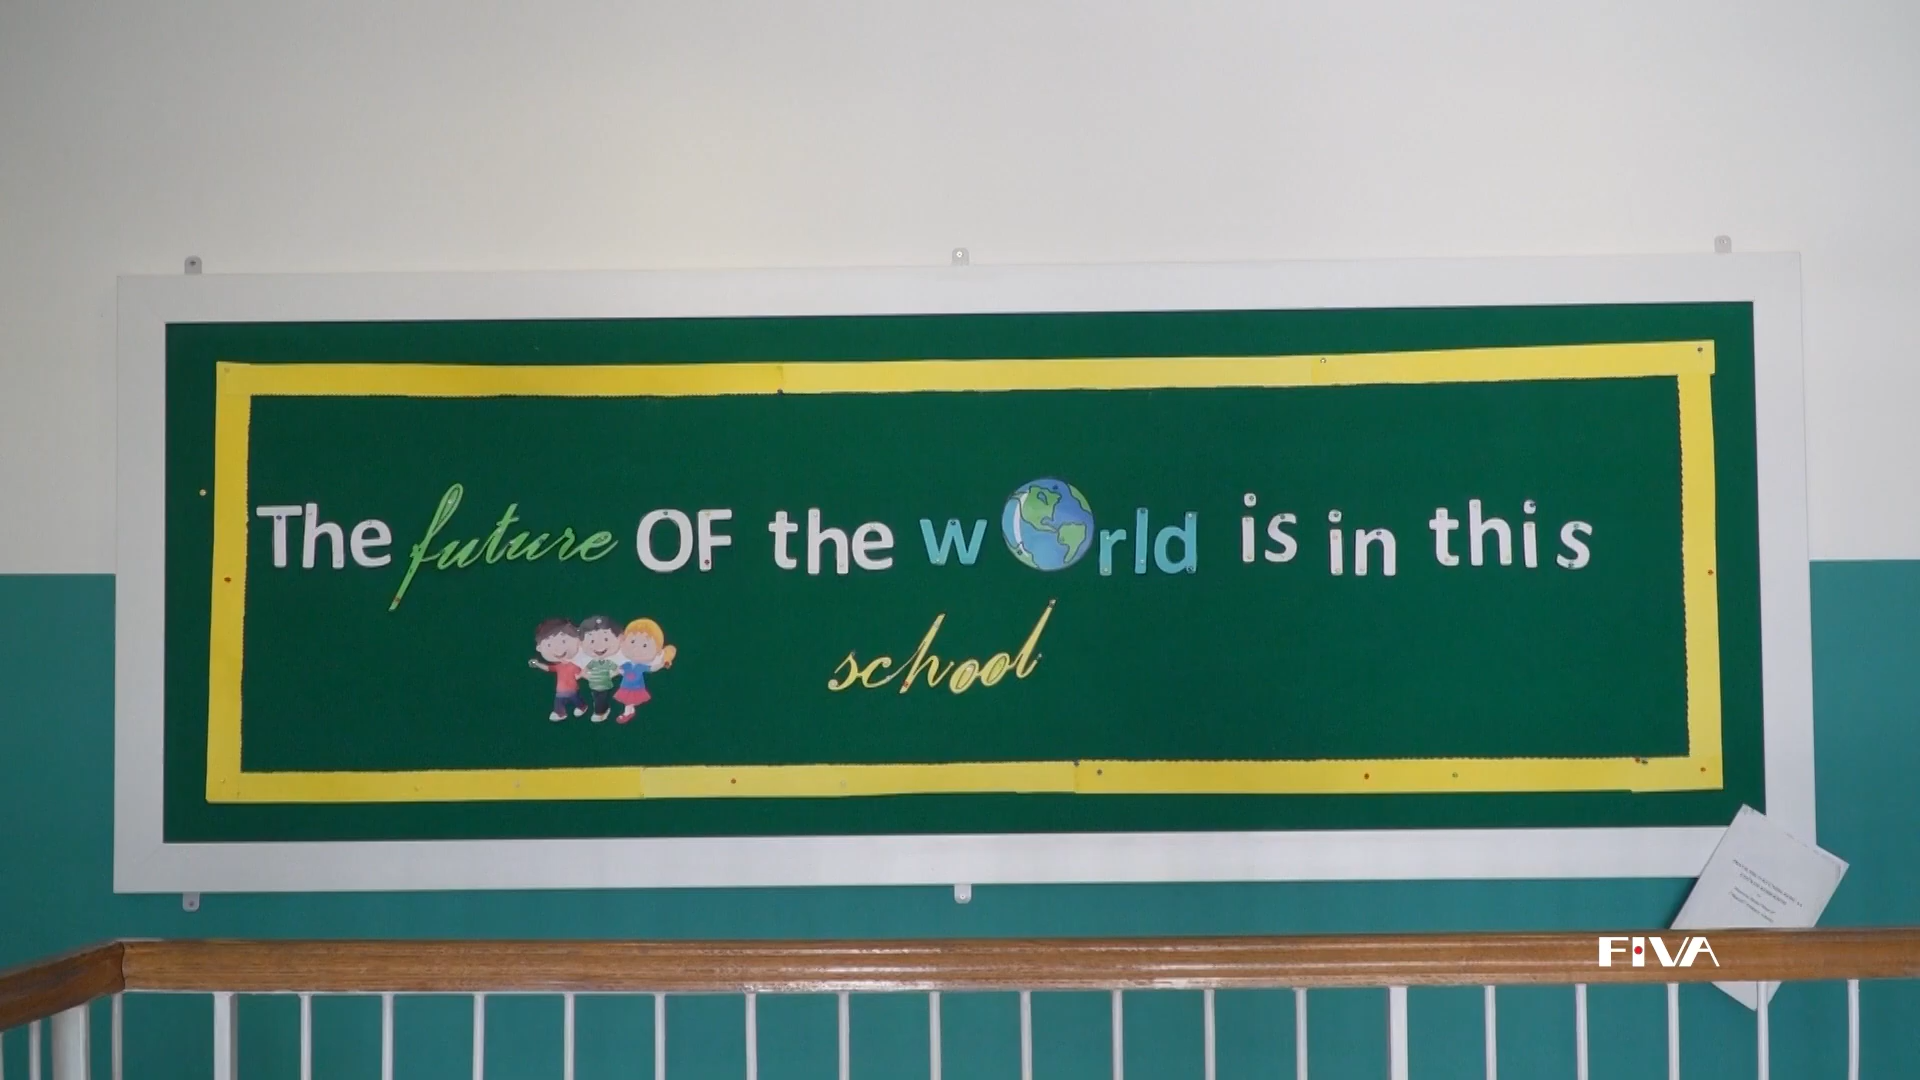 The future OF the world is in this
school
FIVA